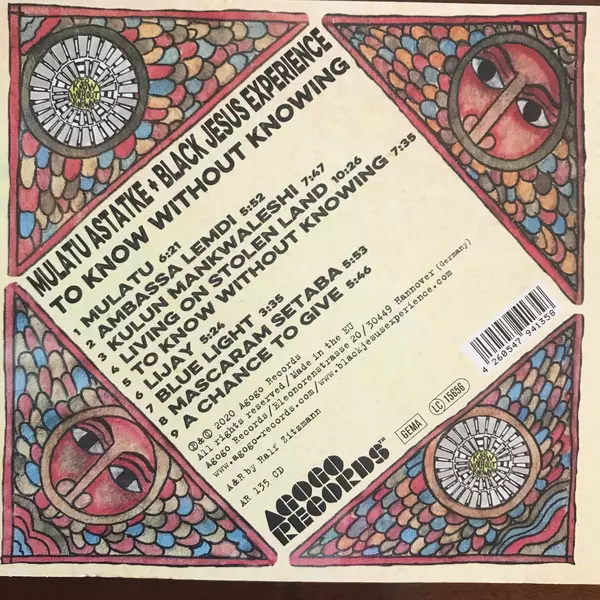 MULATU ASTATKE + BLACK JESUS EXPERIENCE
TO KNOW WITHOUT KNOWING
1 MULATU 6:21
2 AMBASSA LEMDI 5:52
3 KULUN MANKWALESHI 7:47
4 LIVING ON STOLEN LAND 10:26
5 TO KNOW WITHOUT KNOWING 7:35
6 LIJAY 5:24
7 BLUE LIGHT 3:35
8 MASCARAM SETABA 5:53
9 A CHANCE TO GIVE 5:46
℗&© 2020 Agogo Records
All rights reserved/Made in the EU
Agogo Records/Eleonorenstrasse 20/30449 Hannover (Germany)
www.agogo-records.com/www.blackjesusexperience.com
A&R by Ralf Zitzmann
AR 135 CD
GEMA
LC 15656
4 260547 941358
AGOGO
RECORDS™